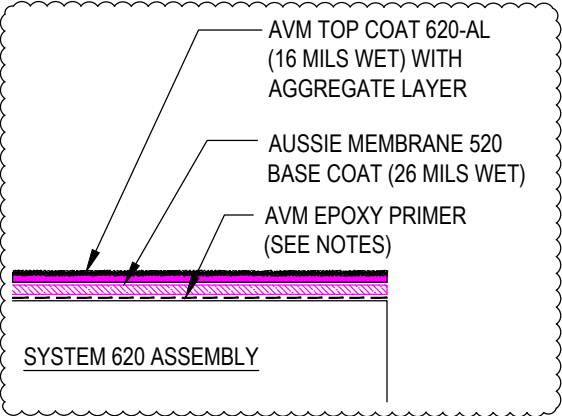 AVM TOP COAT 620-AL
(16 MILS WET) WITH
AGGREGATE LAYER
AUSSIE MEMBRANE 520
BASE COAT (26 MILS WET)
AVM EPOXY PRIMER
(SEE NOTES)
SYSTEM 620 ASSEMBLY